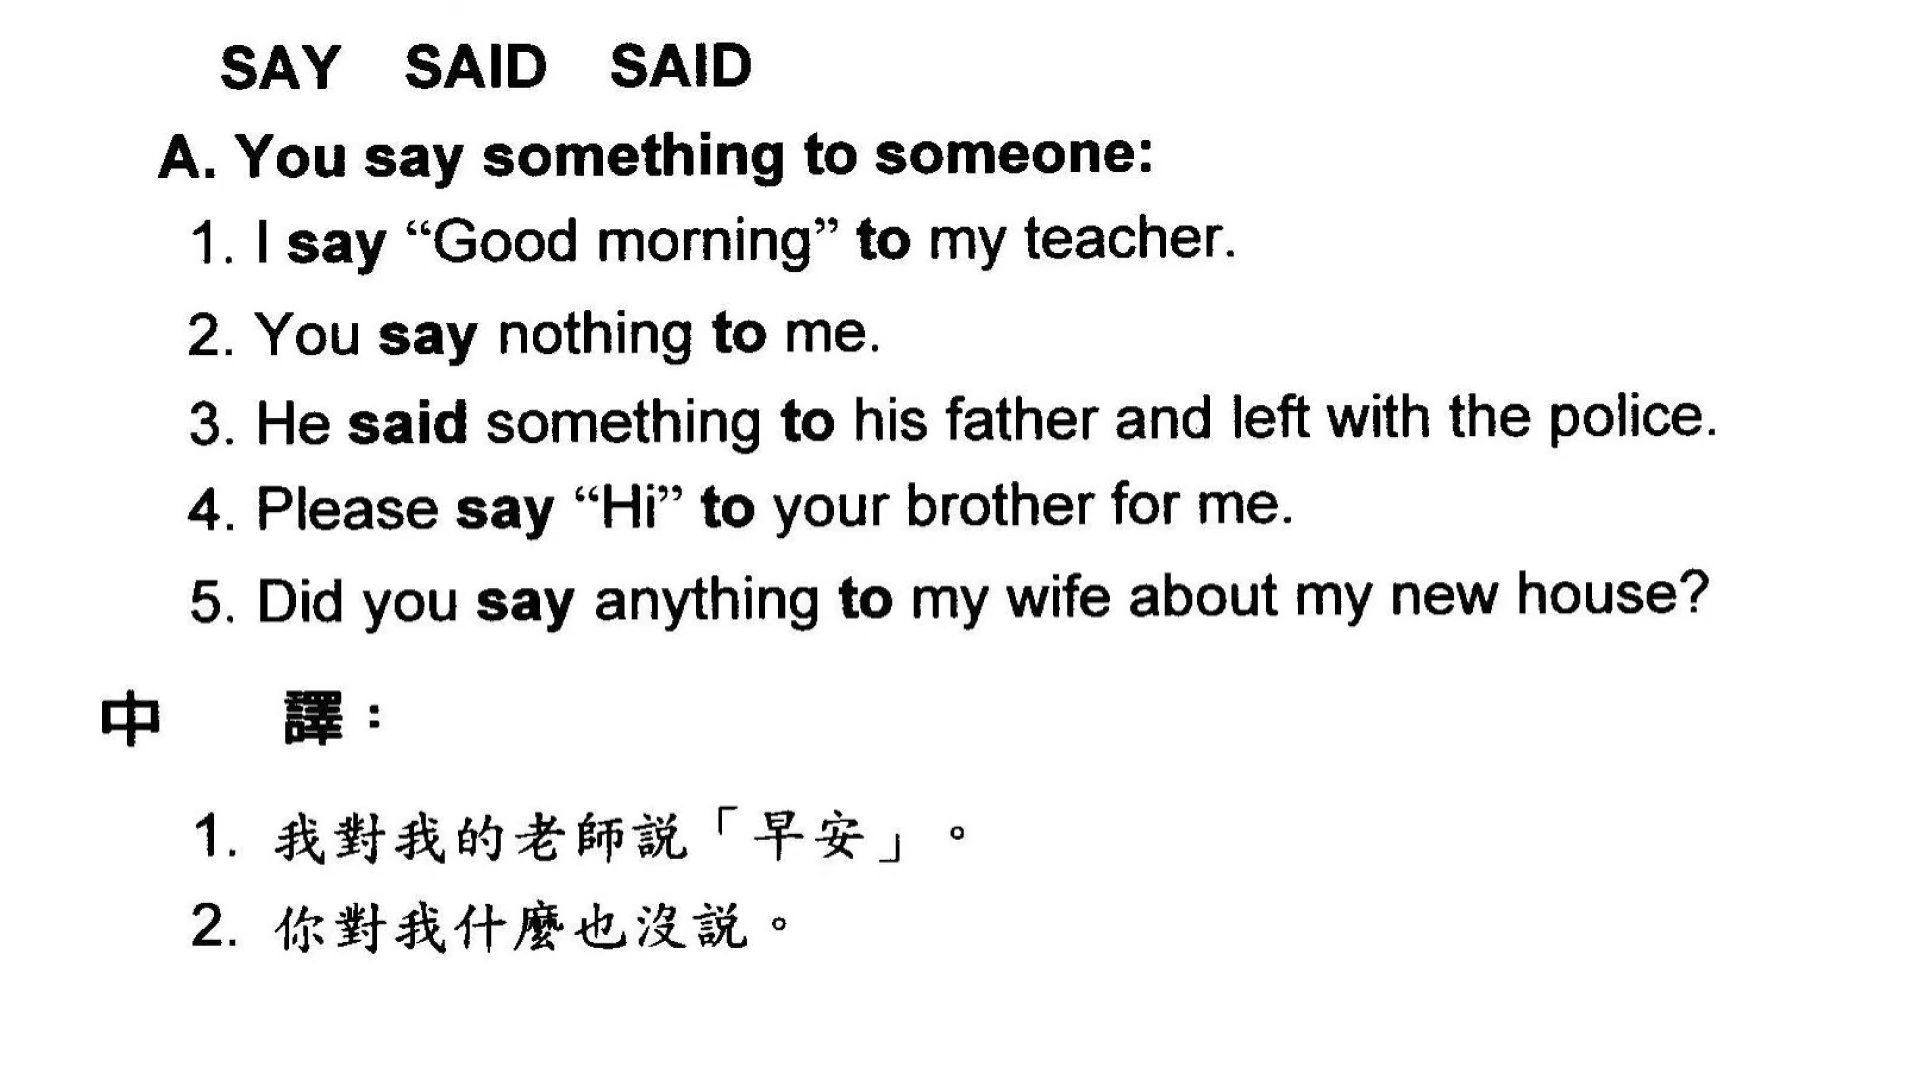 SAY SAID SAID
A. You say something to someone:
1. I say “Good morning” to my teacher.
2. You say nothing to me.
3. He said something to his father and left with the police.
4. Please say “Hi” to your brother for me.
5. Did you say anything to my wife about my new house?
中 譯：
1. 我對我的老師説「早安」。
2. 你對我什麼也沒説。